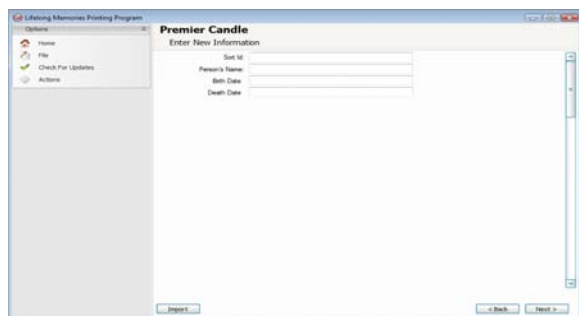 Lifelong Memories Printing Program
Options
Home
File
Check For Updates
Actions
Premier Candle
Enter New Information
Sort Id
Person's Name:
Birth Date
Death Date
Import
< Back
Next >